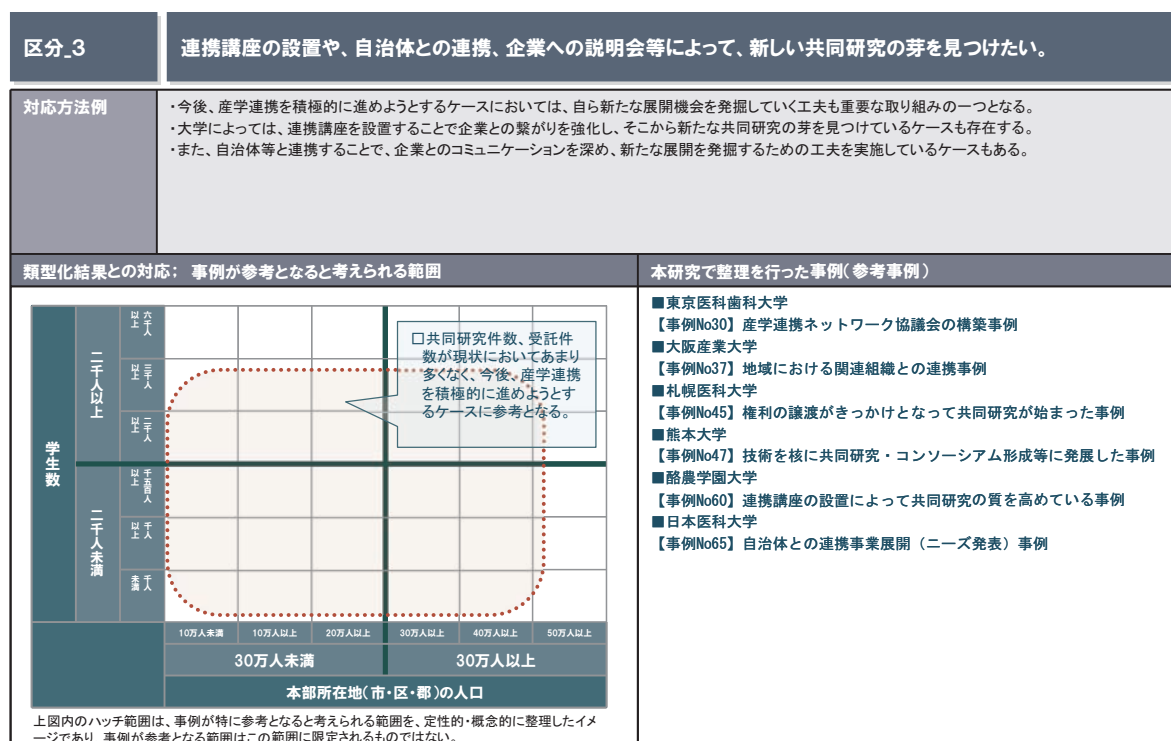 区分_3
連携講座の設置や、自治体との連携、企業への説明会等によって、新しい共同研究の芽を見つけたい。
対応方法例
・今後、産学連携を積極的に進めようとするケースにおいては、自ら新たな展開機会を発掘していく工夫も重要な取り組みの一つとなる。
・大学によっては、連携講座を設置することで企業との繋がりを強化し、そこから新たな共同研究の芽を見つけているケースも存在する。
・また、自治体等と連携することで、企業とのコミュニケーションを深め、新たな展開を発掘するための工夫を実施しているケースもある。
類型化結果との対応； 事例が参考となると考えられる範囲
学生数
二千人以上
二千人未満
六千人以上
三千人以上
二千人以上
千五百人以上
千人以上
千人未満
□共同研究件数、受託件
数が現状においてあまり
多くなく、今後、産学連携
を積極的に進めようとす
るケースに参考となる。
10万人未満
10万人以上
20万人以上
30万人以上
40万人以上
50万人以上
30万人未満
30万人以上
本部所在地（市・区・郡）の人口
上図内のハッチ範囲は、事例が特に参考となると考えられる範囲を、定性的・概念的に整理したイメ
ージであり、事例が参考となる範囲はこの範囲に限定されるものではない。
本研究で整理を行った事例（参考事例）
■東京医科歯科大学
【事例No30】産学連携ネットワーク協議会の構築事例
■大阪産業大学
【事例No37】地域における関連組織との連携事例
■札幌医科大学
【事例No45】権利の譲渡がきっかけとなって共同研究が始まった事例
■熊本大学
【事例No47】技術を核に共同研究・コンソーシアム形成等に発展した事例
■酪農学園大学
【事例No60】連携講座の設置によって共同研究の質を高めている事例
■日本医科大学
【事例No65】自治体との連携事業展開（ニーズ発表）事例